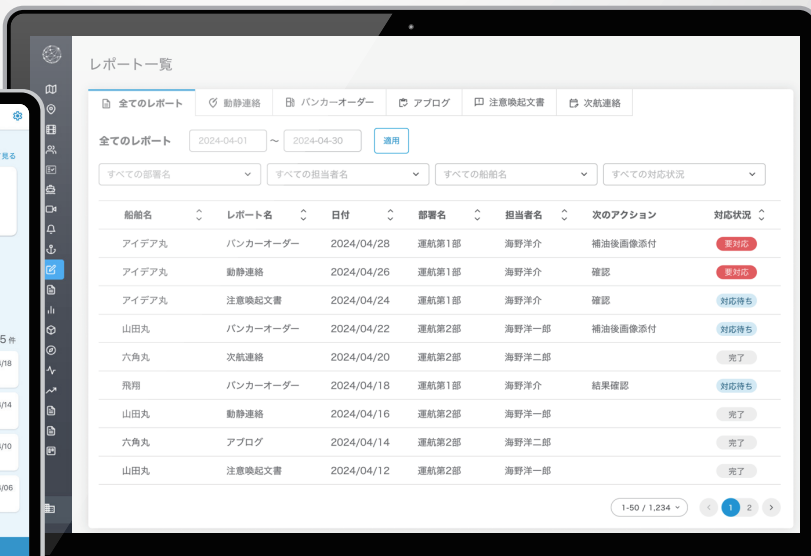 レポート一覧
全てのレポート 動静連絡 バンカーオーダー アブログ 注意喚起文書 次航連絡
全てのレポート 2024-04-01 ～ 2024-04-30 適用
すべての部署名 すべての担当者名 すべての船舶名 すべての対応状況
船舶名 レポート名 日付 部署名 担当者名 次のアクション 対応状況
アイデア丸 バンカーオーダー 2024/04/28 運航第1部 海野洋介 補油後画像添付 要対応
アイデア丸 動静連絡 2024/04/26 運航第1部 海野洋介 確認 要対応
アイデア丸 注意喚起文書 2024/04/24 運航第1部 海野洋介 確認 対応待ち
山田丸 バンカーオーダー 2024/04/22 運航第2部 海野洋一郎 補油後画像添付 対応待ち
六角丸 次航連絡 2024/04/20 運航第2部 海野洋二郎 完了
飛翔 バンカーオーダー 2024/04/18 運航第1部 海野洋介 結果確認 対応待ち
山田丸 動静連絡 2024/04/16 運航第2部 海野洋一郎 完了
六角丸 アブログ 2024/04/14 運航第2部 海野洋二郎 完了
山田丸 注意喚起文書 2024/04/12 運航第2部 海野洋一郎 完了
1-50 / 1,234 1 2
見る
5 件
/18
/14
/10
/06